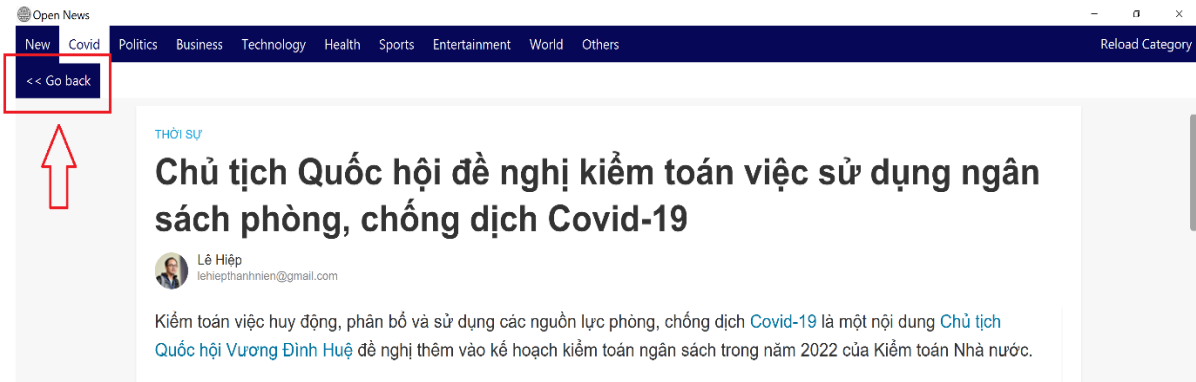 Open News
New Covid Politics Business Technology Health Sports Entertainment World Others Reload Category
<< Go back
THỜI SỰ
Chủ tịch Quốc hội đề nghị kiểm toán việc sử dụng ngân
sách phòng, chống dịch Covid-19
Lê Hiệp
lehiepthanhnien@gmail.com
Kiểm toán việc huy động, phân bổ và sử dụng các nguồn lực phòng, chống dịch Covid-19 là một nội dung Chủ tịch
Quốc hội Vương Đình Huệ đề nghị thêm vào kế hoạch kiểm toán ngân sách trong năm 2022 của Kiểm toán Nhà nước.